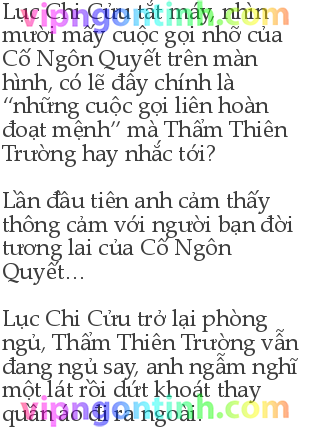 Lục Chi Cửu tắt máy, nhìn
vipngontinh.com
mười mấy cuộc gọi nhỡ của
Cố Ngôn Quyết trên màn
hình, có lẽ đây chính là
“những cuộc gọi liên hoàn
đoạt mệnh” mà Thẩm Thiên
Trường hay nhắc tới?
Lần đầu tiên anh cảm thấy
thông cảm với người bạn đời
tương lai của Cố Ngôn
Quyết…
Lục Chi Cửu trở lại phòng
ngủ, Thẩm Thiên Trường vẫn
đang ngủ say, anh ngẫm nghĩ
một lát rồi dứt khoát thay
quần áo đi ra ngoài.
vipngontinh.com